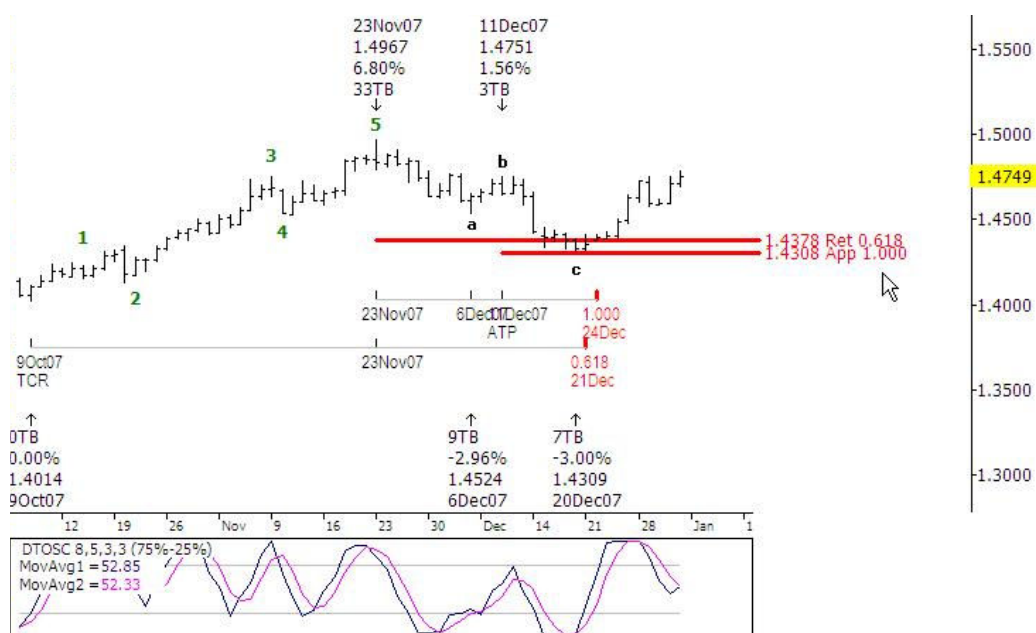 23Nov07
1.4967
6.80%
33TB
11Dec07
1.4751
1.56%
3TB
1.5500
1.5000
1.4749
1.4500
1.4000
1.3500
1.3000
5
3
b
1
4
a
2
c
1.4378 Ret 0.618
1.4308 App 1.000
23Nov07
6Dec07
11Dec07
ATP
1.000
24Dec
9Oct07
TCR
23Nov07
0.618
21Dec
0TB
0.00%
1.4014
9Oct07
9TB
-2.96%
1.4524
6Dec07
7TB
-3.00%
1.4309
20Dec07
12 19 26 Nov 9 16 23 30 Dec 14 21 28 Jan 1
DTOSC 8,5,3,3 (75%-25%)
MovAvg1 = 52.85
MovAvg2 = 52.33